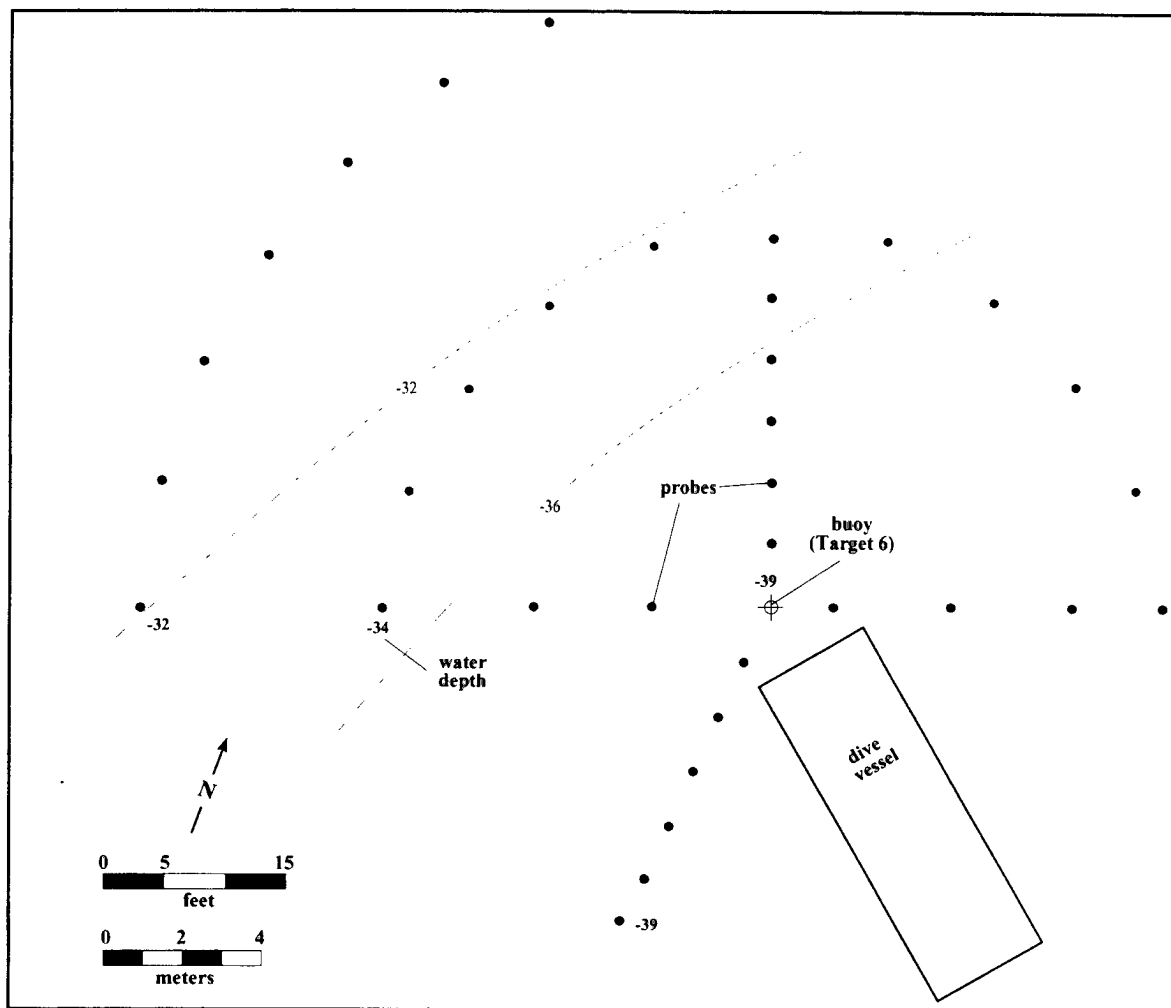 -32
-36
probes
buoy
(Target 6)
-39
-32
-34
water
depth
dive
vessel
N
0 5 15
feet
-39
0 2 4
meters